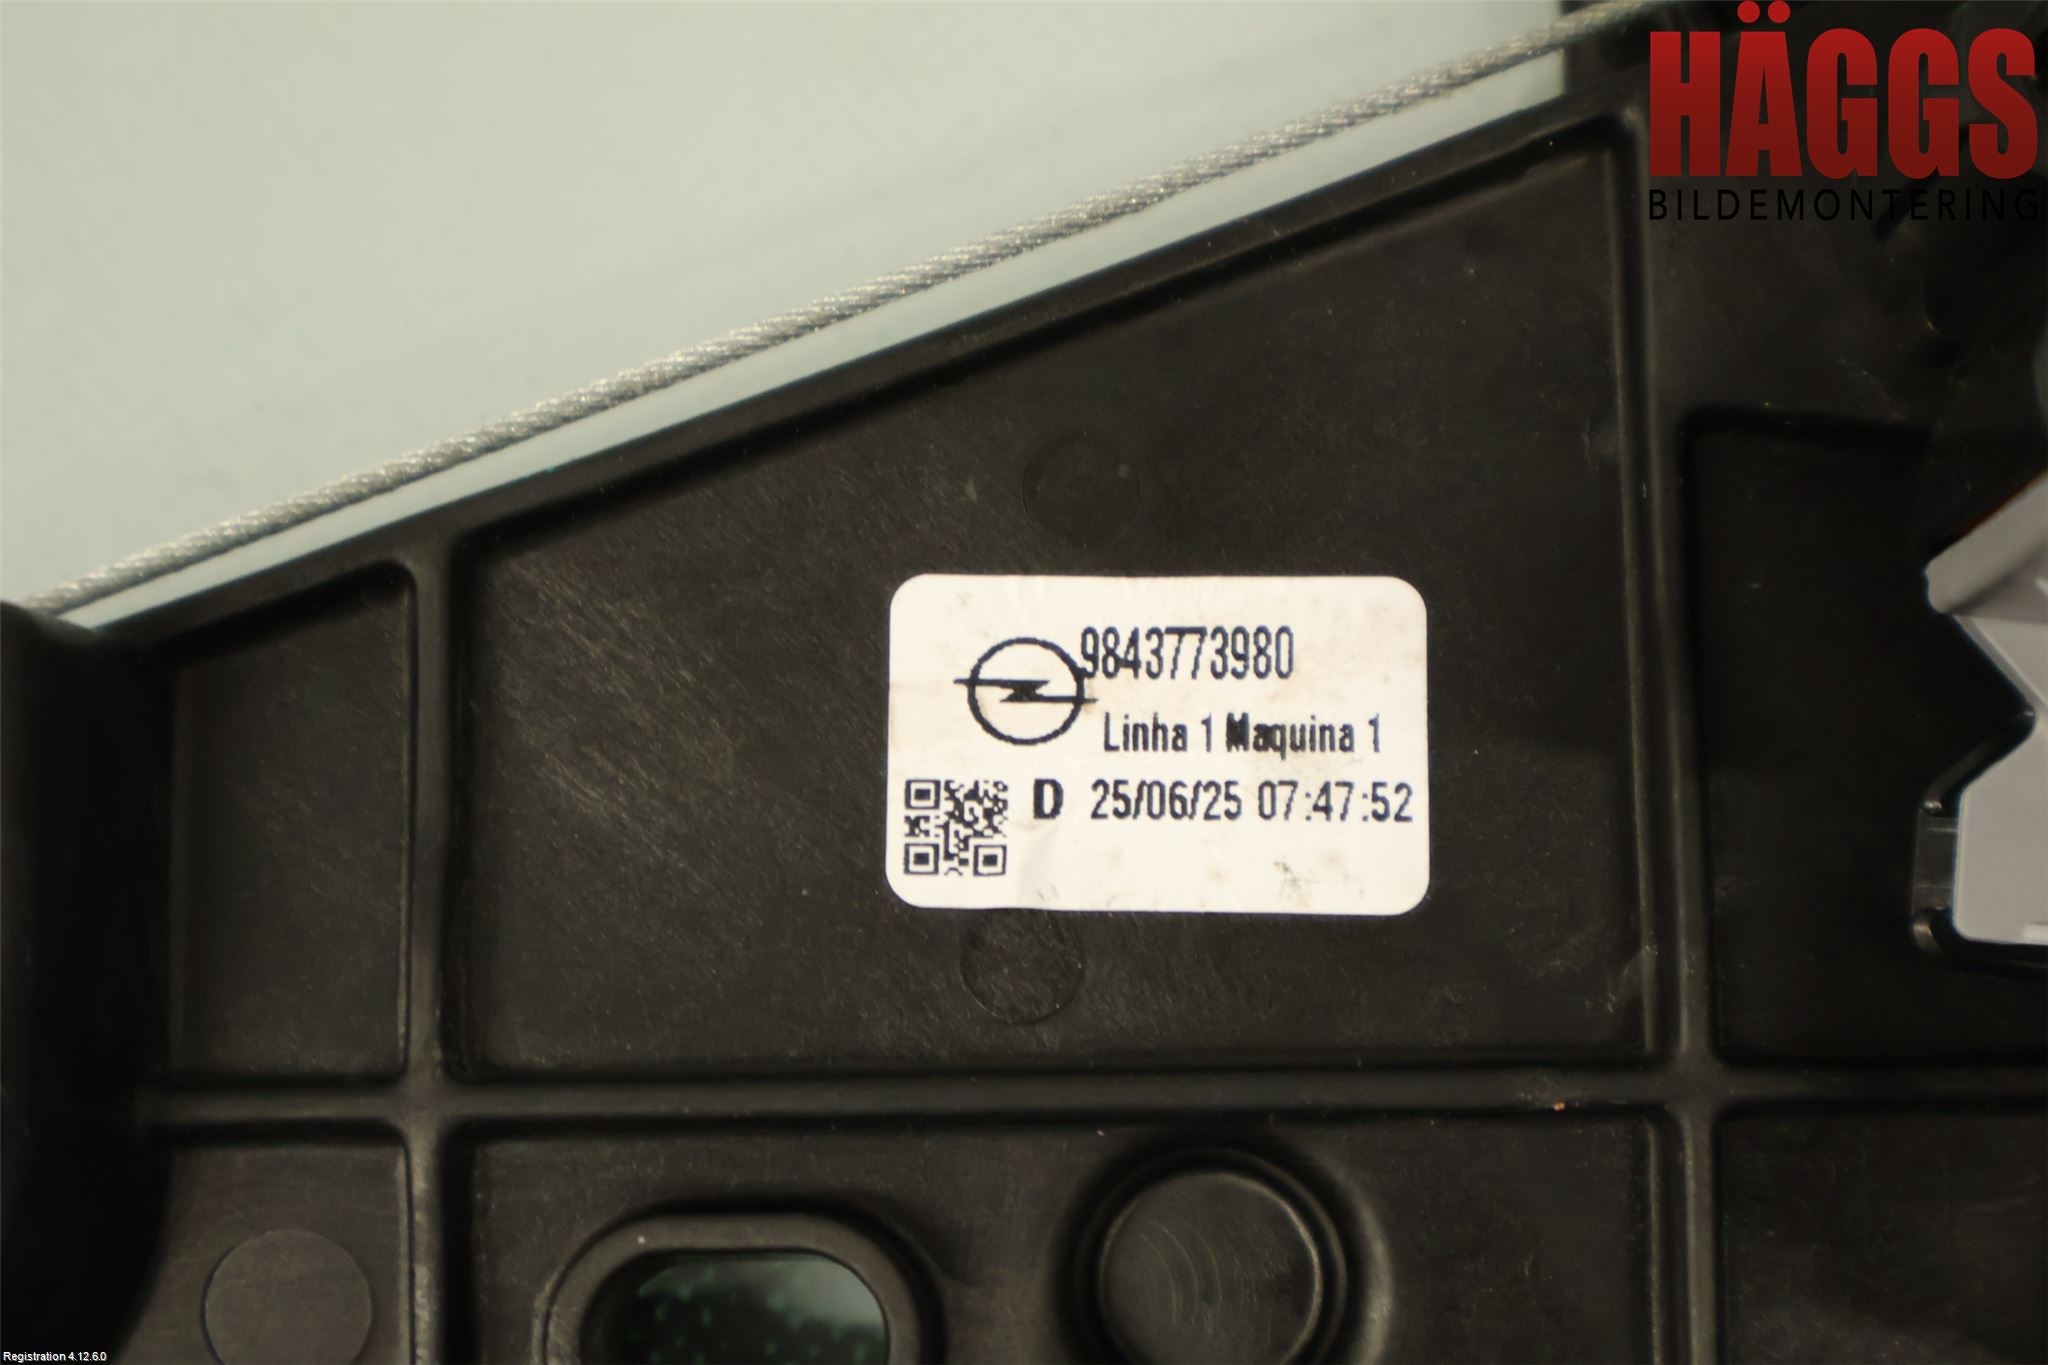 HÄGGS
BILDEMONTERING
9843773980
Linha 1 Maquina 1
D 25/06/25 07:47:52
Registration 4.12.6.0